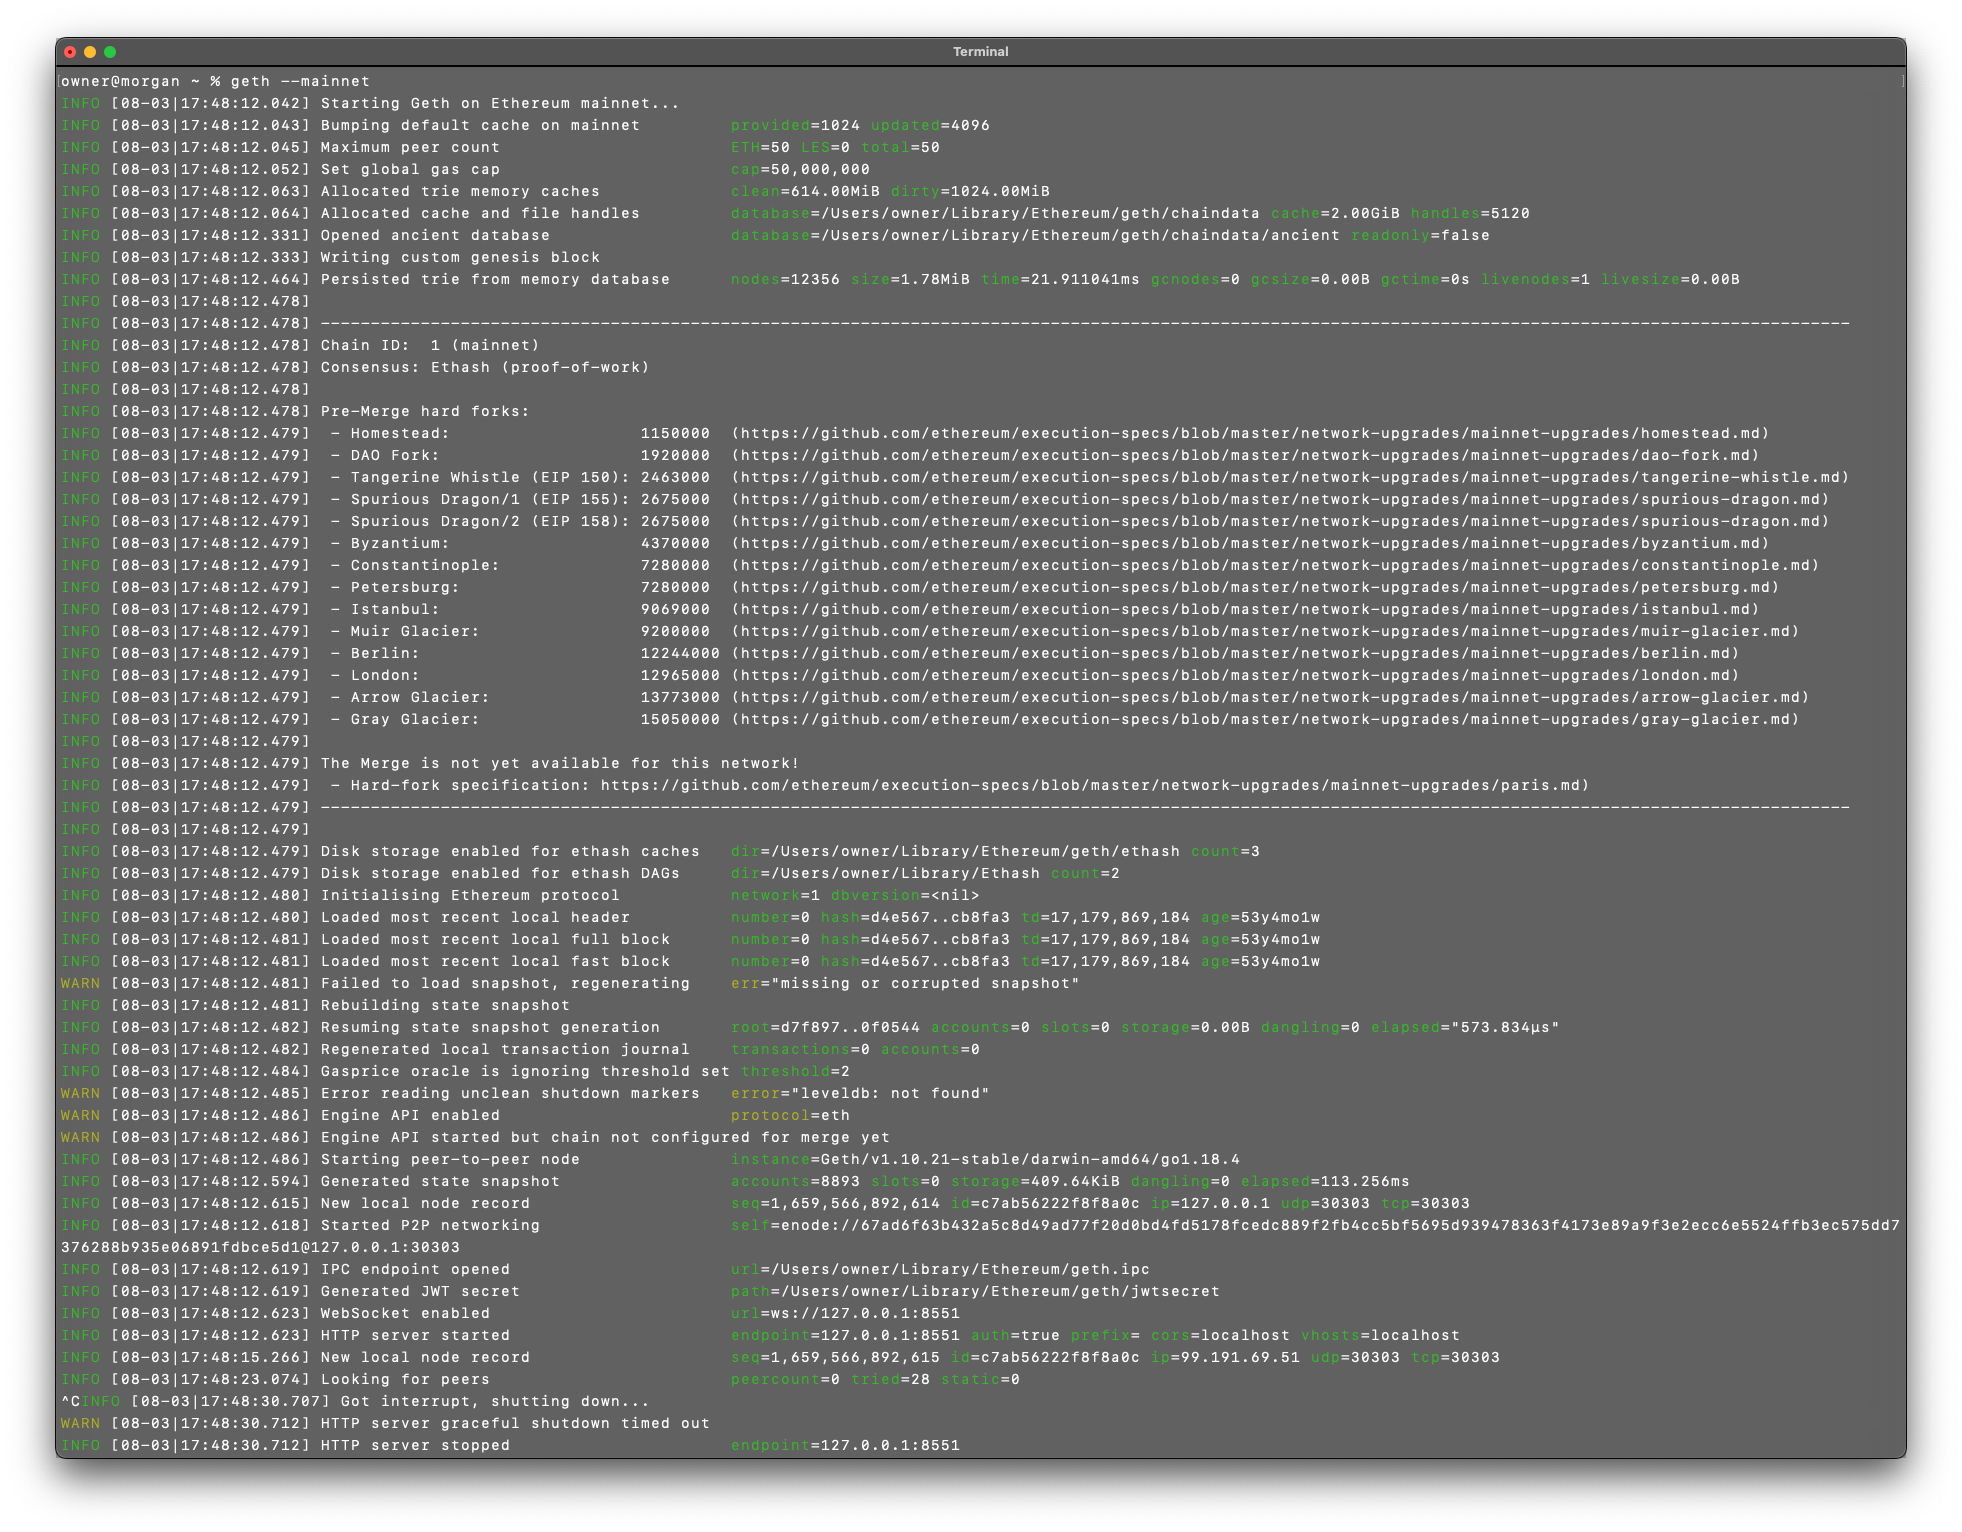 Terminal
owner@morgan ~ % geth --mainnet
INFO [08-03|17:48:12.042] Starting Geth on Ethereum mainnet...
INFO [08-03|17:48:12.043] Bumping default cache on mainnet         provided=1024 updated=4096
INFO [08-03|17:48:12.045] Maximum peer count                       ETH=50 LES=0 total=50
INFO [08-03|17:48:12.052] Set global gas cap                       cap=50,000,000
INFO [08-03|17:48:12.063] Allocated trie memory caches             clean=614.00MiB dirty=1024.00MiB
INFO [08-03|17:48:12.064] Allocated cache and file handles         database=/Users/owner/Library/Ethereum/geth/chaindata cache=2.00GiB handles=5120
INFO [08-03|17:48:12.331] Opened ancient database                  database=/Users/owner/Library/Ethereum/geth/chaindata/ancient readonly=false
INFO [08-03|17:48:12.333] Writing custom genesis block
INFO [08-03|17:48:12.464] Persisted trie from memory database      nodes=12356 size=1.78MiB time=21.911041ms gcnodes=0 gcsize=0.00B gctime=0s livenodes=1 livesize=0.00B
INFO [08-03|17:48:12.478]
INFO [08-03|17:48:12.478] ---------------------------------------------------------------------------------------------------------------------------------------------------------
INFO [08-03|17:48:12.478] Chain ID:  1 (mainnet)
INFO [08-03|17:48:12.478] Consensus: Ethash (proof-of-work)
INFO [08-03|17:48:12.478]
INFO [08-03|17:48:12.478] Pre-Merge hard forks:
INFO [08-03|17:48:12.479]  - Homestead:                   1150000  (https://github.com/ethereum/execution-specs/blob/master/network-upgrades/mainnet-upgrades/homestead.md)
INFO [08-03|17:48:12.479]  - DAO Fork:                    1920000  (https://github.com/ethereum/execution-specs/blob/master/network-upgrades/mainnet-upgrades/dao-fork.md)
INFO [08-03|17:48:12.479]  - Tangerine Whistle (EIP 150): 2463000  (https://github.com/ethereum/execution-specs/blob/master/network-upgrades/mainnet-upgrades/tangerine-whistle.md)
INFO [08-03|17:48:12.479]  - Spurious Dragon/1 (EIP 155): 2675000  (https://github.com/ethereum/execution-specs/blob/master/network-upgrades/mainnet-upgrades/spurious-dragon.md)
INFO [08-03|17:48:12.479]  - Spurious Dragon/2 (EIP 158): 2675000  (https://github.com/ethereum/execution-specs/blob/master/network-upgrades/mainnet-upgrades/spurious-dragon.md)
INFO [08-03|17:48:12.479]  - Byzantium:                   4370000  (https://github.com/ethereum/execution-specs/blob/master/network-upgrades/mainnet-upgrades/byzantium.md)
INFO [08-03|17:48:12.479]  - Constantinople:              7280000  (https://github.com/ethereum/execution-specs/blob/master/network-upgrades/mainnet-upgrades/constantinople.md)
INFO [08-03|17:48:12.479]  - Petersburg:                  7280000  (https://github.com/ethereum/execution-specs/blob/master/network-upgrades/mainnet-upgrades/petersburg.md)
INFO [08-03|17:48:12.479]  - Istanbul:                    9069000  (https://github.com/ethereum/execution-specs/blob/master/network-upgrades/mainnet-upgrades/istanbul.md)
INFO [08-03|17:48:12.479]  - Muir Glacier:                9200000  (https://github.com/ethereum/execution-specs/blob/master/network-upgrades/mainnet-upgrades/muir-glacier.md)
INFO [08-03|17:48:12.479]  - Berlin:                      12244000 (https://github.com/ethereum/execution-specs/blob/master/network-upgrades/mainnet-upgrades/berlin.md)
INFO [08-03|17:48:12.479]  - London:                      12965000 (https://github.com/ethereum/execution-specs/blob/master/network-upgrades/mainnet-upgrades/london.md)
INFO [08-03|17:48:12.479]  - Arrow Glacier:               13773000 (https://github.com/ethereum/execution-specs/blob/master/network-upgrades/mainnet-upgrades/arrow-glacier.md)
INFO [08-03|17:48:12.479]  - Gray Glacier:                15050000 (https://github.com/ethereum/execution-specs/blob/master/network-upgrades/mainnet-upgrades/gray-glacier.md)
INFO [08-03|17:48:12.479]
INFO [08-03|17:48:12.479] The Merge is not yet available for this network!
INFO [08-03|17:48:12.479]  - Hard-fork specification: https://github.com/ethereum/execution-specs/blob/master/network-upgrades/mainnet-upgrades/paris.md)
INFO [08-03|17:48:12.479] ---------------------------------------------------------------------------------------------------------------------------------------------------------
INFO [08-03|17:48:12.479]
INFO [08-03|17:48:12.479] Disk storage enabled for ethash caches   dir=/Users/owner/Library/Ethereum/geth/ethash count=3
INFO [08-03|17:48:12.479] Disk storage enabled for ethash DAGs     dir=/Users/owner/Library/Ethash count=2
INFO [08-03|17:48:12.480] Initialising Ethereum protocol           network=1 dbversion=<nil>
INFO [08-03|17:48:12.480] Loaded most recent local header          number=0 hash=d4e567..cb8fa3 td=17,179,869,184 age=53y4mo1w
INFO [08-03|17:48:12.481] Loaded most recent local full block      number=0 hash=d4e567..cb8fa3 td=17,179,869,184 age=53y4mo1w
INFO [08-03|17:48:12.481] Loaded most recent local fast block      number=0 hash=d4e567..cb8fa3 td=17,179,869,184 age=53y4mo1w
WARN [08-03|17:48:12.481] Failed to load snapshot, regenerating    err="missing or corrupted snapshot"
INFO [08-03|17:48:12.481] Rebuilding state snapshot
INFO [08-03|17:48:12.482] Resuming state snapshot generation       root=d7f897..0f0544 accounts=0 slots=0 storage=0.00B dangling=0 elapsed="573.834µs"
INFO [08-03|17:48:12.482] Regenerated local transaction journal    transactions=0 accounts=0
INFO [08-03|17:48:12.484] Gasprice oracle is ignoring threshold set threshold=2
WARN [08-03|17:48:12.485] Error reading unclean shutdown markers   error="leveldb: not found"
WARN [08-03|17:48:12.486] Engine API enabled                       protocol=eth
WARN [08-03|17:48:12.486] Engine API started but chain not configured for merge yet
INFO [08-03|17:48:12.486] Starting peer-to-peer node               instance=Geth/v1.10.21-stable/darwin-amd64/go1.18.4
INFO [08-03|17:48:12.594] Generated state snapshot                 accounts=8893 slots=0 storage=409.64KiB dangling=0 elapsed=113.256ms
INFO [08-03|17:48:12.615] New local node record                    seq=1,659,566,892,614 id=c7ab56222f8f8a0c ip=127.0.0.1 udp=30303 tcp=30303
INFO [08-03|17:48:12.618] Started P2P networking                   self=enode://67ad6f63b432a5c8d49ad77f20d0bd4fd5178fcedc889f2fb4cc5bf5695d939478363f4173e89a9f3e2ecc6e5524ffb3ec575dd7
376288b935e06891fdbce5d1@127.0.0.1:30303
INFO [08-03|17:48:12.619] IPC endpoint opened                      url=/Users/owner/Library/Ethereum/geth.ipc
INFO [08-03|17:48:12.619] Generated JWT secret                     path=/Users/owner/Library/Ethereum/geth/jwtsecret
INFO [08-03|17:48:12.623] WebSocket enabled                        url=ws://127.0.0.1:8551
INFO [08-03|17:48:12.623] HTTP server started                      endpoint=127.0.0.1:8551 auth=true prefix= cors=localhost vhosts=localhost
INFO [08-03|17:48:15.266] New local node record                    seq=1,659,566,892,615 id=c7ab56222f8f8a0c ip=99.191.69.51 udp=30303 tcp=30303
INFO [08-03|17:48:23.074] Looking for peers                        peercount=0 tried=28 static=0
^CINFO [08-03|17:48:30.707] Got interrupt, shutting down...
WARN [08-03|17:48:30.712] HTTP server graceful shutdown timed out
INFO [08-03|17:48:30.712] HTTP server stopped                      endpoint=127.0.0.1:8551